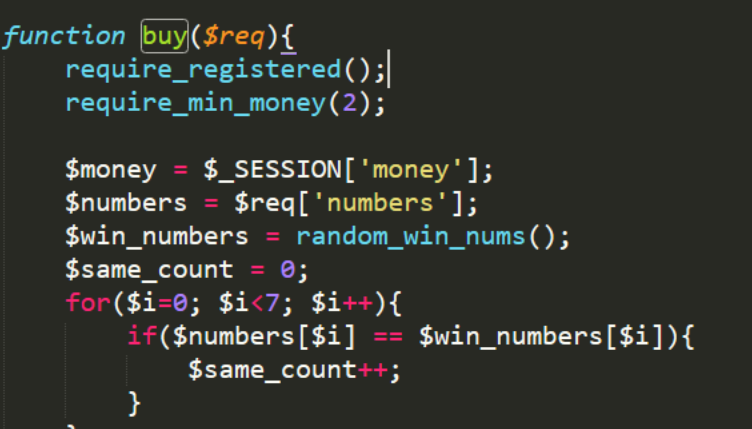 function buy($req){
    require_registered();
    require_min_money(2);

    $money = $_SESSION['money'];
    $numbers = $req['numbers'];
    $win_numbers = random_win_nums();
    $same_count = 0;
    for($i=0; $i<7; $i++){
        if($numbers[$i] == $win_numbers[$i]){
            $same_count++;
        }